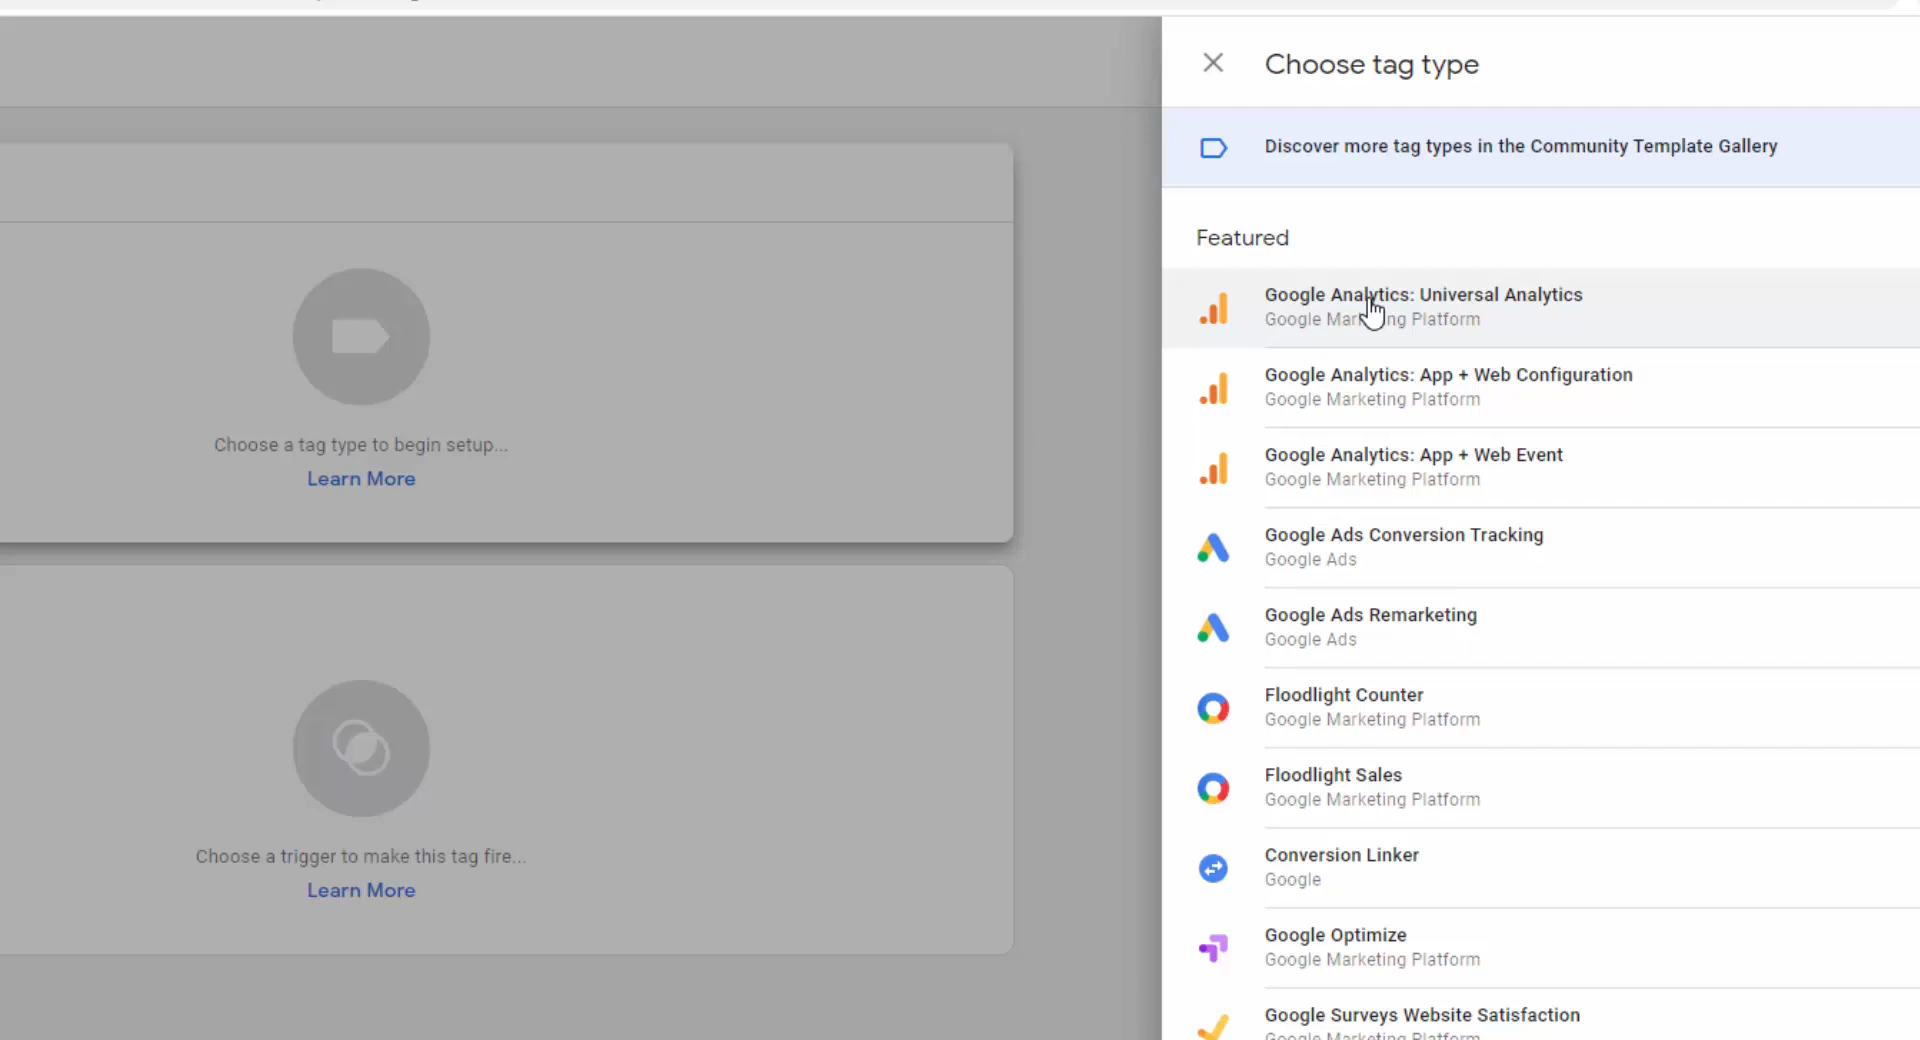 Choose tag type
Discover more tag types in the Community Template Gallery
Featured
Google Analytics: Universal Analytics
Google Marketing Platform
Google Analytics: App + Web Configuration
Google Marketing Platform
Google Analytics: App + Web Event
Google Marketing Platform
Google Ads Conversion Tracking
Google Ads
Google Ads Remarketing
Google Ads
Floodlight Counter
Google Marketing Platform
Floodlight Sales
Google Marketing Platform
Conversion Linker
Google
Google Optimize
Google Marketing Platform
Google Surveys Website Satisfaction
Google Marketing Platform
Choose a tag type to begin setup...
Learn More
Choose a trigger to make this tag fire...
Learn More